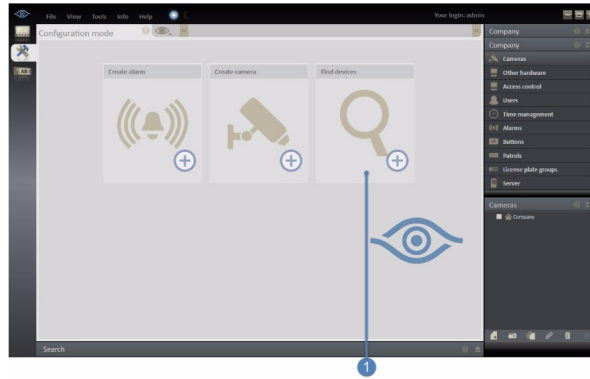 File View Tools Info Help Your login: admin
Configuration mode
Create alarm
Create camera
Find devices
Company
Company
Cameras
Other hardware
Access control
Users
Time management
Alarms
Buttons
Patrols
License plate groups
Server
Cameras
Company
Search
1